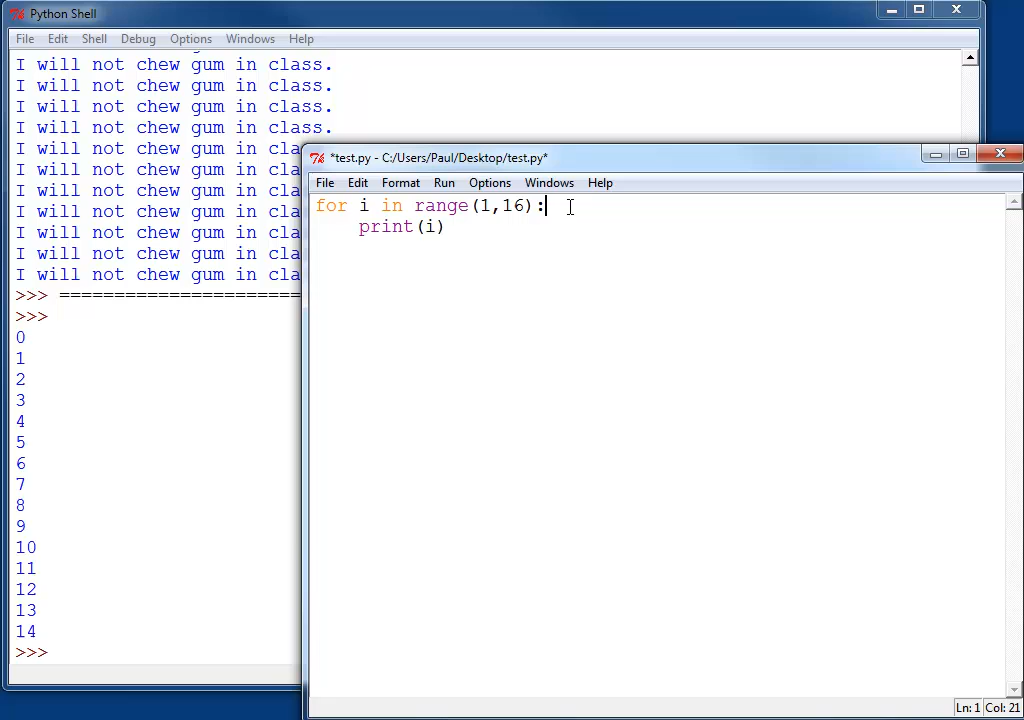 Python Shell
File Edit Shell Debug Options Windows Help
I will not chew gum in class.
I will not chew gum in class.
I will not chew gum in class.
I will not chew gum in class.
I will not chew gum in cla
I will not chew gum in cla
I will not chew gum in cla
I will not chew gum in cla
I will not chew gum in cla
I will not chew gum in cla
I will not chew gum in cla
>>> ======================
>>>
0
1
2
3
4
5
6
7
8
9
10
11
12
13
14
>>>
*test.py - C:/Users/Paul/Desktop/test.py*
File Edit Format Run Options Windows Help
for i in range(1,16):
print(i)
Ln: 1 Col: 21